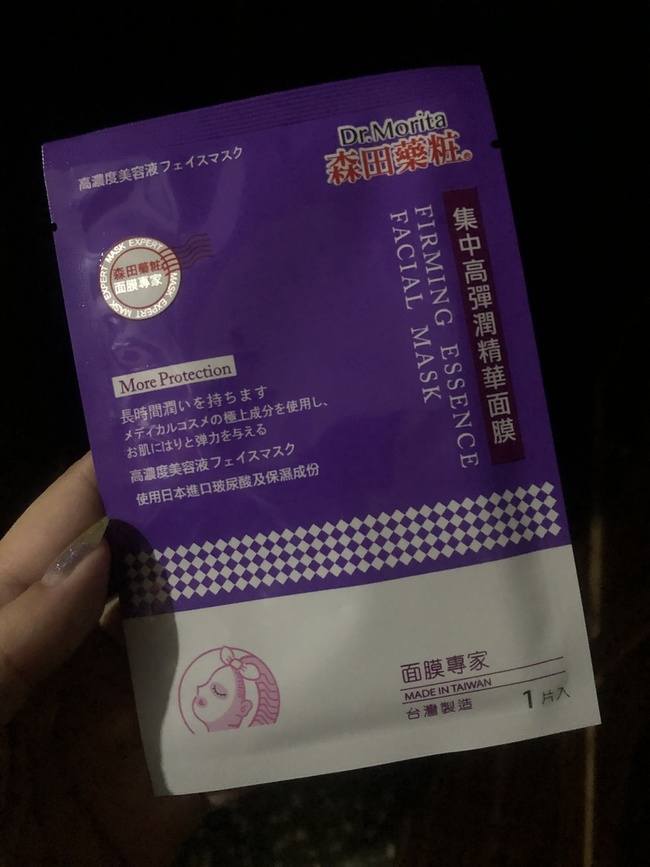 Dr.Morita
森田藥粧®
高濃度美容液フェイスマスク
MASK EXPERT MASK EXPERT MASK EXPERT
森田藥粧
面膜專家
集中高彈潤精華面膜
FIRMING ESSENCE
FACIAL MASK
More Protection
長時間潤いを持ちます
メディカルコスメの極上成分を使用し、
お肌にはりと弾力を与える
高濃度美容液フェイスマスク
使用日本進口玻尿酸及保濕成份
面膜專家
MADE IN TAIWAN
台灣製造
1片入